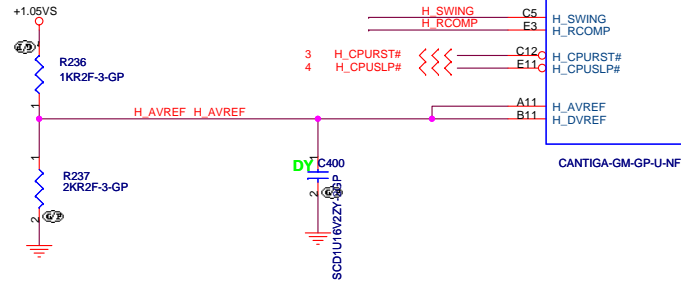 +1.05VS
H_SWING
C5
H_SWING
H_RCOMP
E3
H_RCOMP
R236
1KR2F-3-GP
3 H_CPURST#
C12
H_CPURST#
4 H_CPUSLP#
E11
H_CPUSLP#
1
H_AVREF H_AVREF
A11
H_AVREF
B11
H_DVREF
1
R237
2KR2F-3-GP
2
DY
1
C400
2
SCD1U16V2ZY-
GP
CANTIGA-GM-GP-U-NF